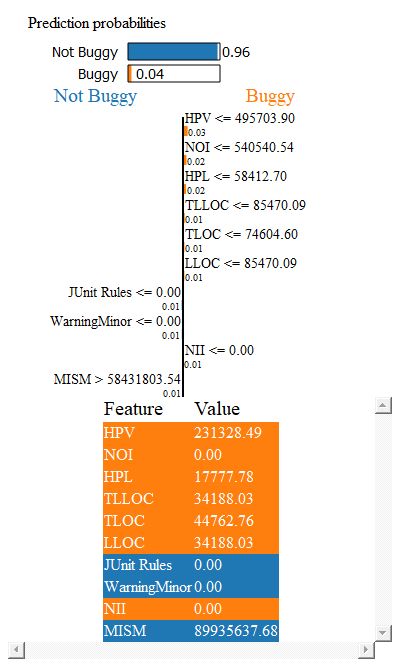 Prediction probabilities
Not Buggy 0.96
Buggy 0.04
Not Buggy Buggy
HPV <= 495703.90
0.03
NOI <= 540540.54
0.02
HPL <= 58412.70
0.02
TLLOC <= 85470.09
0.01
TLOC <= 74604.60
0.01
LLOC <= 85470.09
0.01
JUnit Rules <= 0.00
0.01
WarningMinor <= 0.00
0.01
NII <= 0.00
0.01
MISM > 58431803.54
0.01
Feature Value
HPV 231328.49
NOI 0.00
HPL 17777.78
TLLOC 34188.03
TLOC 44762.76
LLOC 34188.03
JUnit Rules 0.00
WarningMinor 0.00
NII 0.00
MISM 89935637.68